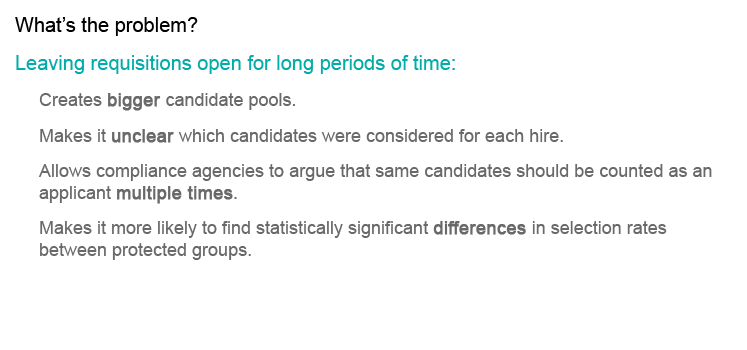 What’s the problem?
Leaving requisitions open for long periods of time:
Creates bigger candidate pools.
Makes it unclear which candidates were considered for each hire.
Allows compliance agencies to argue that same candidates should be counted as an
applicant multiple times.
Makes it more likely to find statistically significant differences in selection rates
between protected groups.